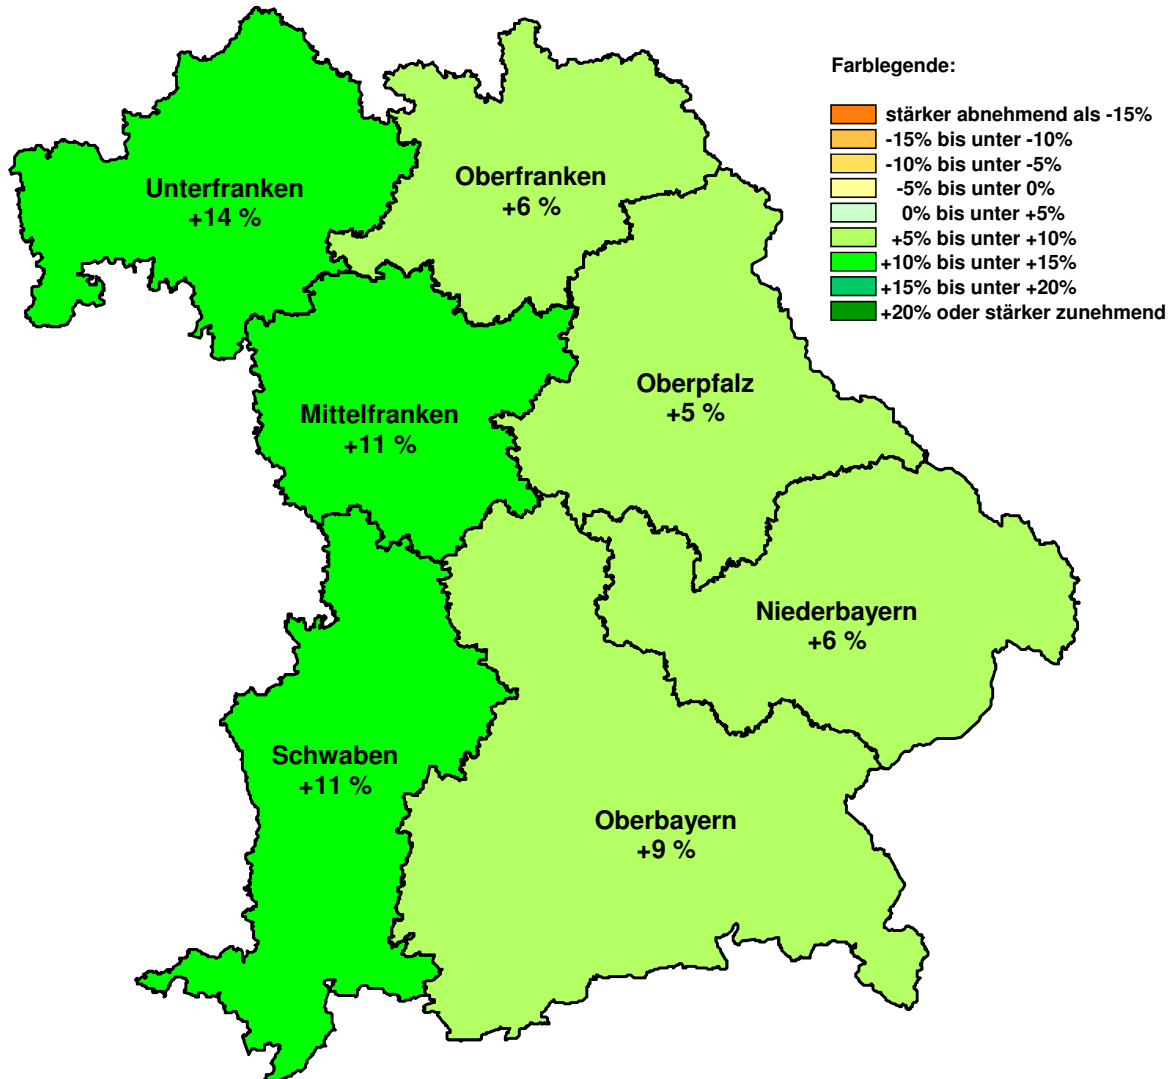 Farblegende:
stärker abnehmend als -15%
-15% bis unter -10%
-10% bis unter -5%
-5% bis unter 0%
0% bis unter +5%
+5% bis unter +10%
+10% bis unter +15%
+15% bis unter +20%
+20% oder stärker zunehmend
Unterfranken
+14 %
Oberfranken
+6 %
Oberpfalz
+5 %
Mittelfranken
+11 %
Niederbayern
+6 %
Schwaben
+11 %
Oberbayern
+9 %